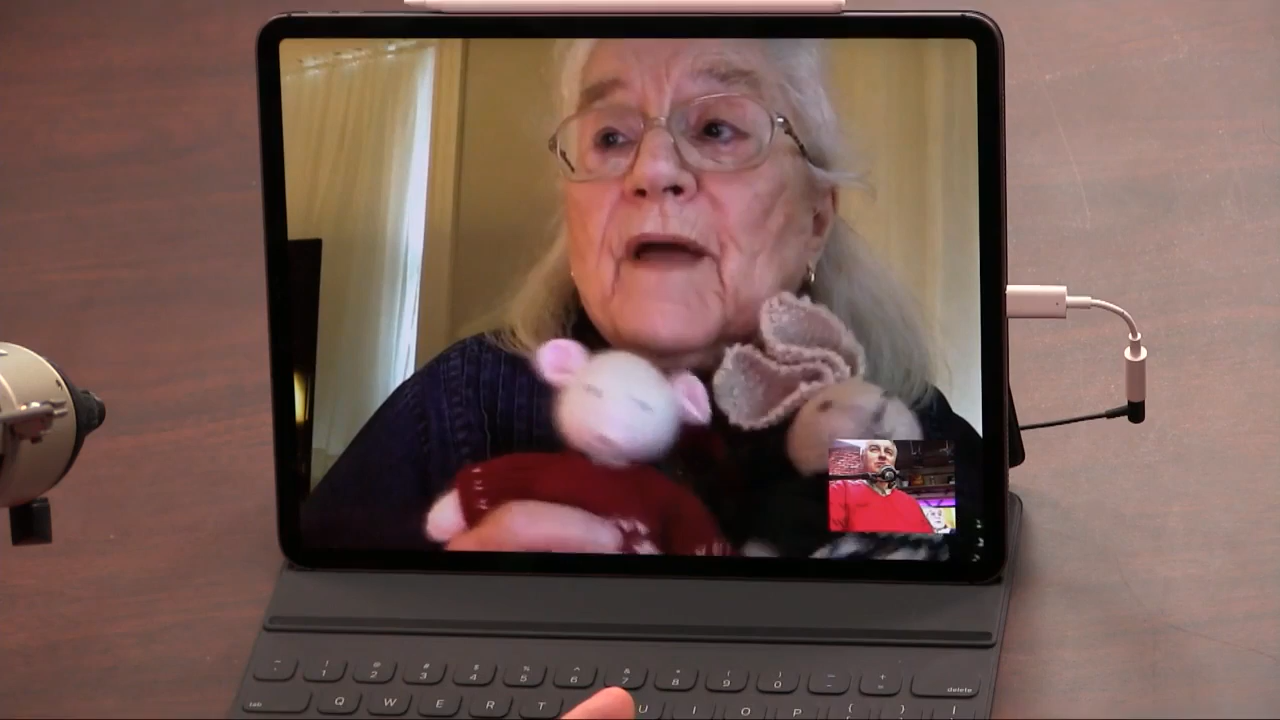 ! @ # $ % ^ & * ( ) _ +
1 2 3 4 5 6 7 8 9 0 - = delete
tab Q W E R T U I O P { }